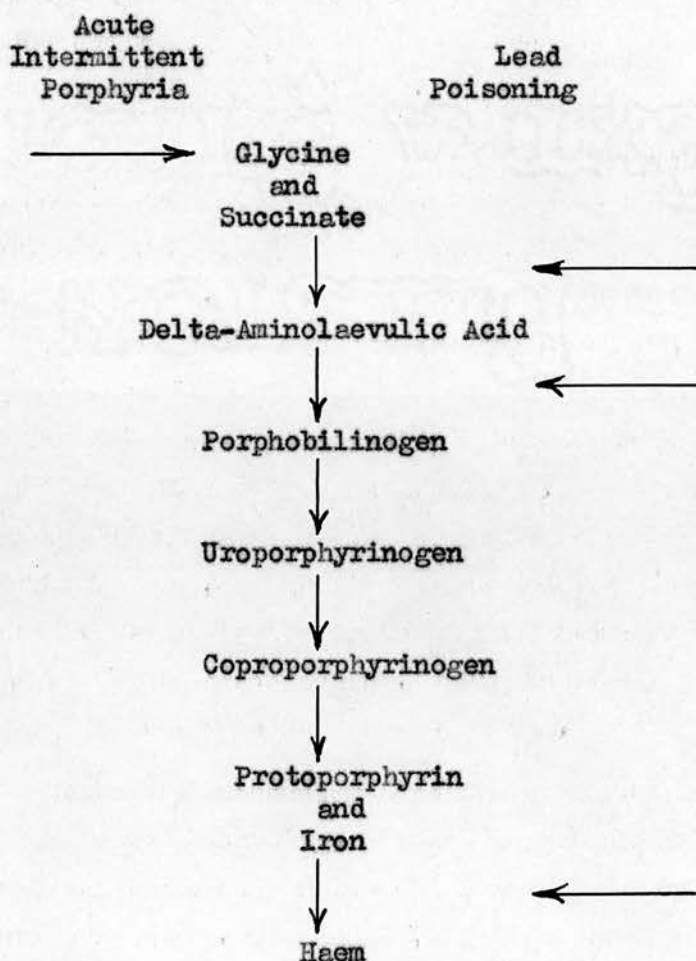 Acute
Intermittent
Porphyria
Lead
Poisoning
Glycine
and
Succinate
Delta-Aminolaevulic Acid
Porphobilinogen
Uroporphyrinogen
Coproporphyrinogen
Protoporphyrin
and
Iron
Haem